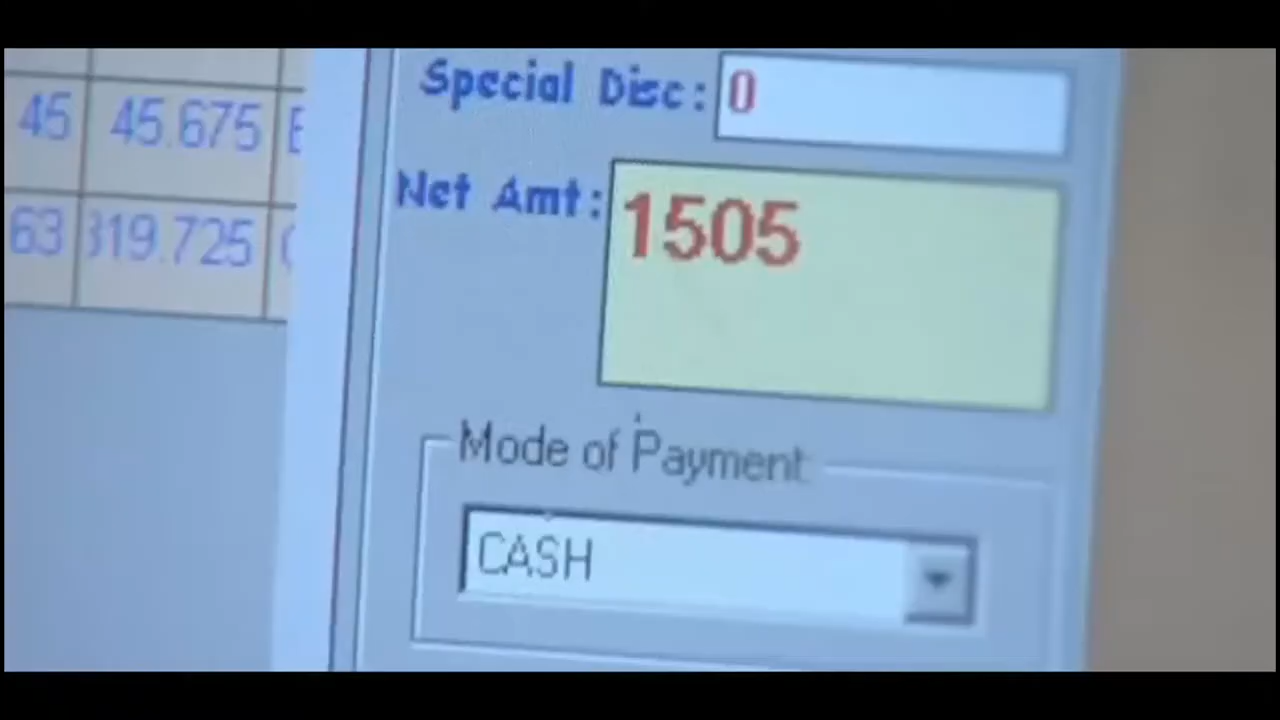 Special Disc: 0
45 45.675
Net Amt: 1505
63 319.725
Mode of Payment
CASH